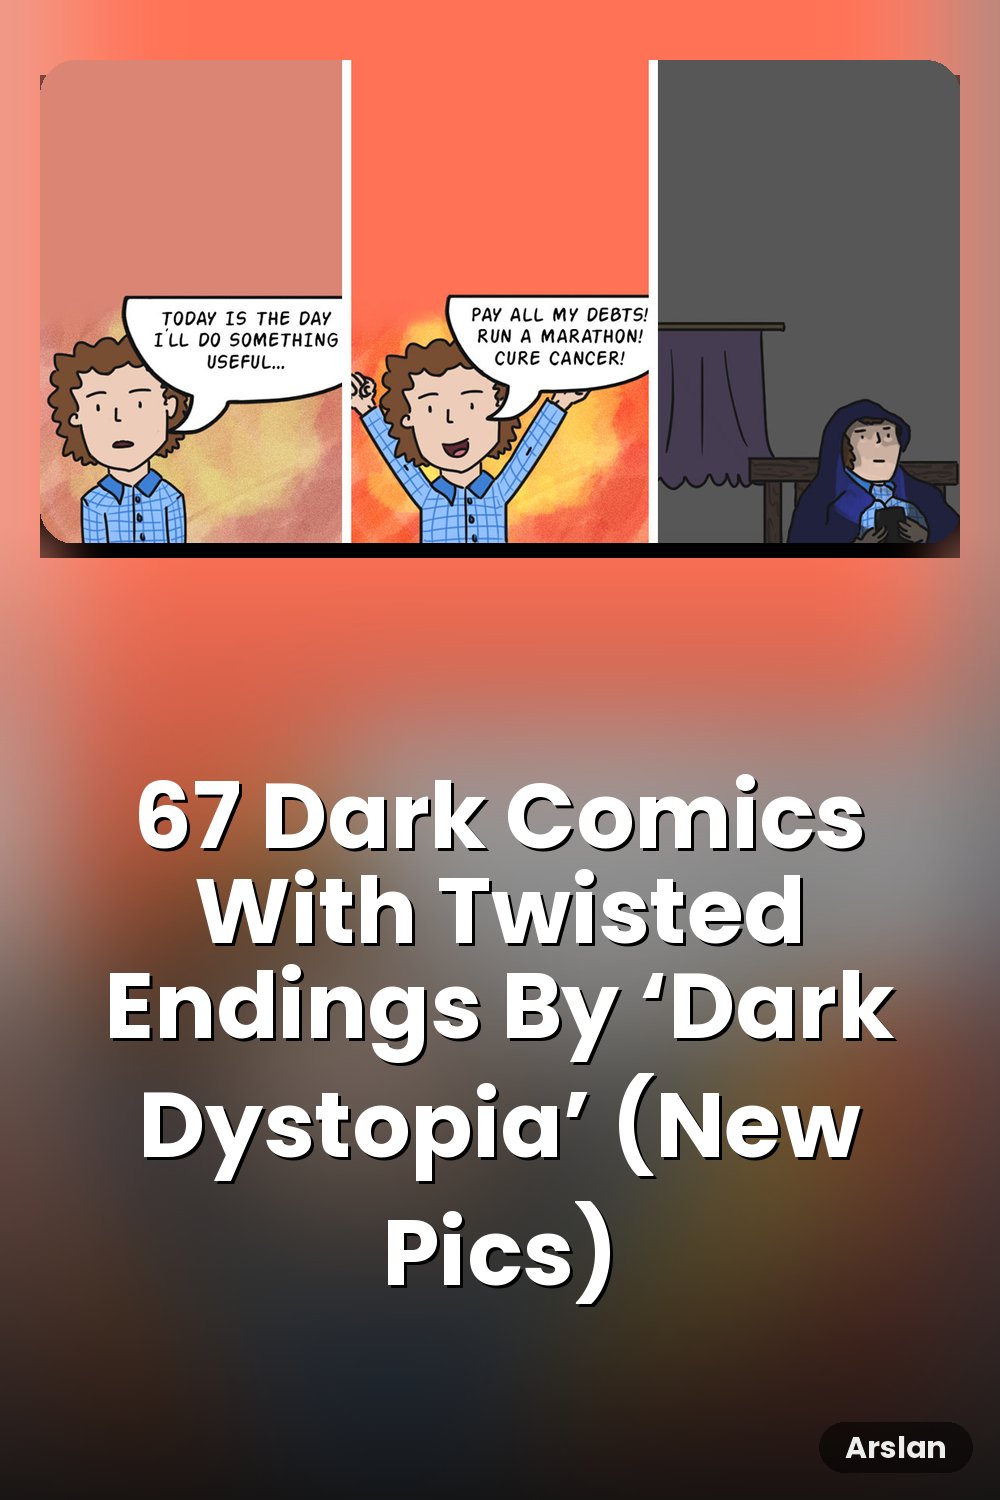 TODAY IS THE DAY
I'LL DO SOMETHING
USEFUL...
PAY ALL MY DEBTS!
RUN A MARATHON!
CURE CANCER!
67 Dark Comics
With Twisted
Endings By ‘Dark
Dystopia’ (New
Pics)
Arslan